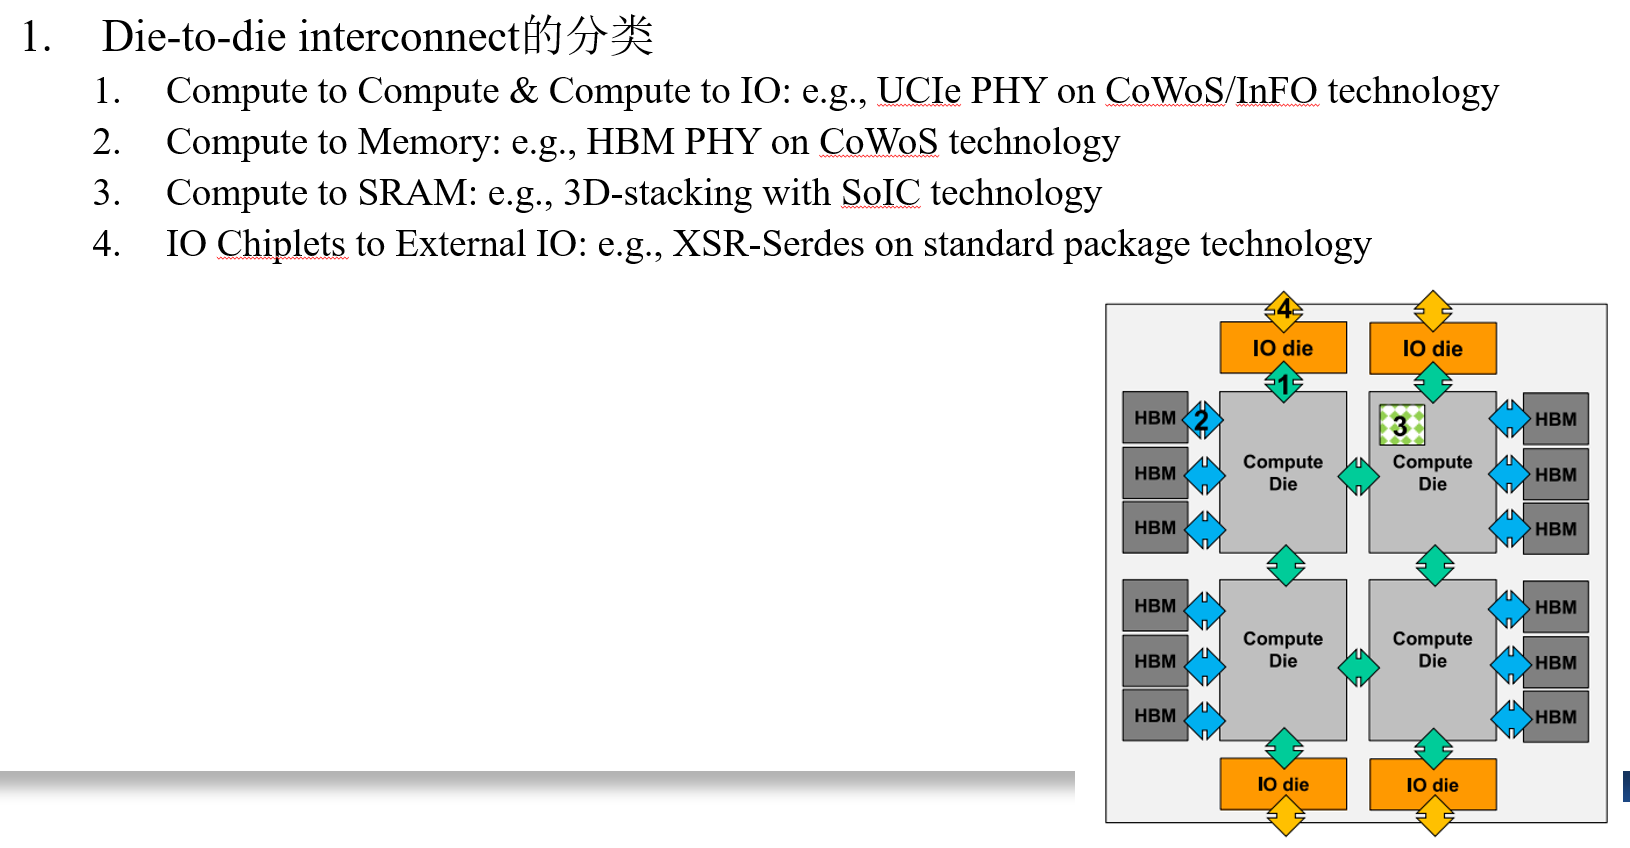 1. Die-to-die interconnect的分类
1. Compute to Compute & Compute to IO: e.g., UCIe PHY on CoWoS/InFO technology
2. Compute to Memory: e.g., HBM PHY on CoWoS technology
3. Compute to SRAM: e.g., 3D-stacking with SoIC technology
4. IO Chiplets to External IO: e.g., XSR-Serdes on standard package technology
4
IO die
IO die
1
HBM
2
3
HBM
HBM
Compute
Die
Compute
Die
HBM
HBM
HBM
HBM
HBM
HBM
Compute
Die
Compute
Die
HBM
HBM
HBM
IO die
IO die